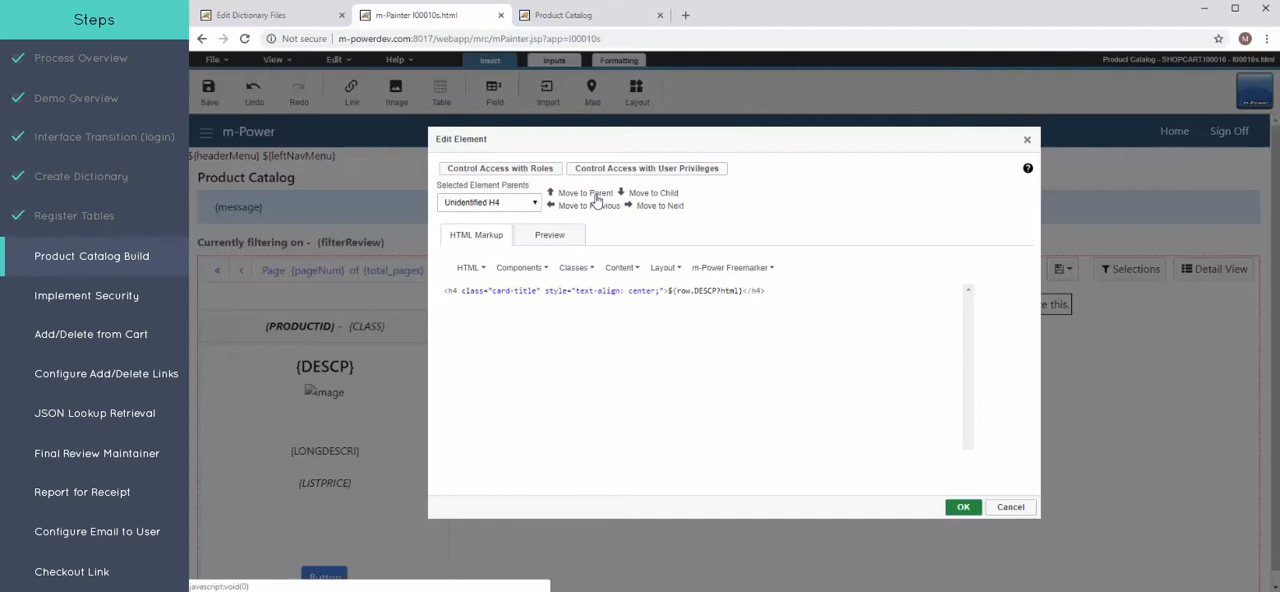 Steps
Process Overview
Demo Overview
Interface Transition (login)
Create Dictionary
Register Tables
Product Catalog Build
Implement Security
Add/Delete from Cart
Configure Add/Delete Links
JSON Lookup Retrieval
Final Review Maintainer
Report for Receipt
Configure Email to User
Checkout Link
Edit Dictionary Files
m-Painter I00010s.html
Product Catalog
Not secure
m-powerdev.com:8017/webapp/mrc/mPainter.jsp?app=I00010s
M
File View Edit Help
Insert Inputs Formatting
Product Catalog - SHOPCART.I00016 - I00010s.html
Save Undo Redo Link Image Table Field Import Map Layout
m-Power
m-Power
Home Sign Off
${headerMenu} ${leftNavMenu}
Product Catalog
{message}
Currently filtering on - {filterReview}
« ‹ Page {pageNum} of {total_pages}
Selections Detail View
e this.
{PRODUCTID} - {CLASS}
{DESCP}
image
{LONGDESCRI}
{LISTPRICE}
Button
javascript:void(0)
Edit Element
Control Access with Roles Control Access with User Privileges
Selected Element Parents
Unidentified H4
Move to Parent Move to Child
Move to Previous Move to Next
HTML Markup Preview
HTML Components Classes Content Layout m-Power Freemarker
<h4 class="card-title" style="text-align: center;">${row.DESCP?html}</h4>
OK Cancel